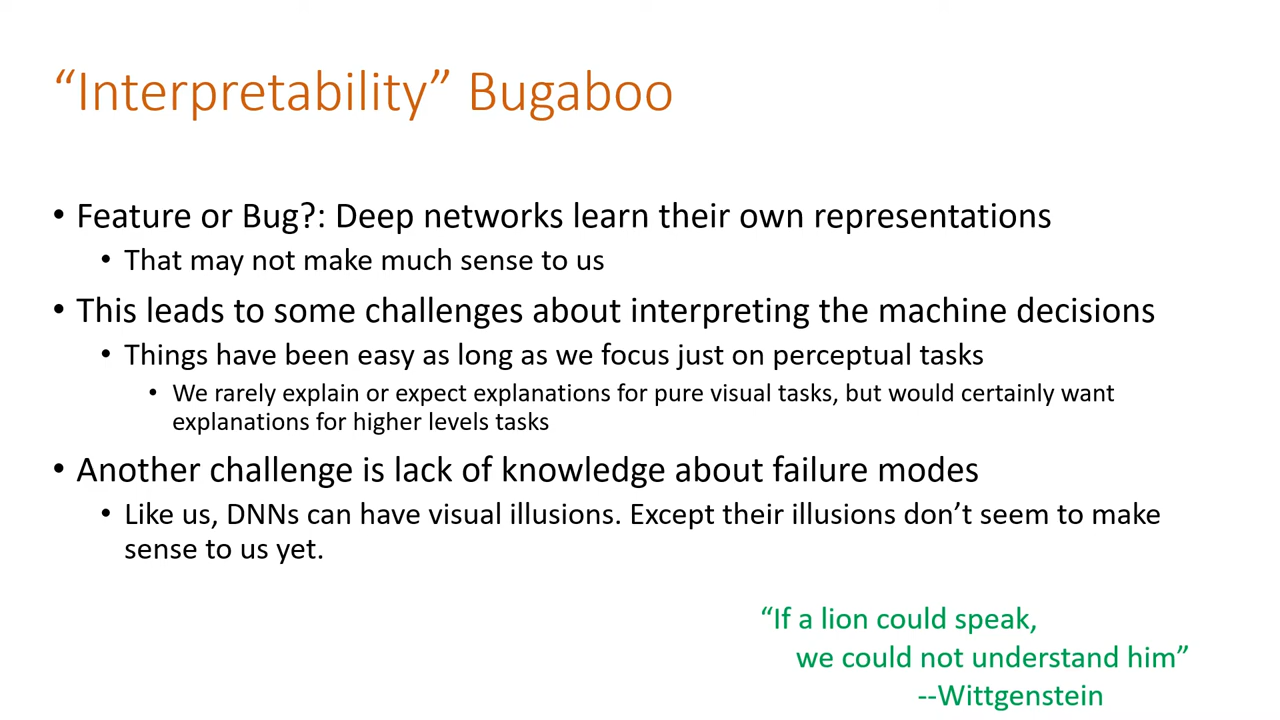 “Interpretability” Bugaboo
• Feature or Bug?: Deep networks learn their own representations
• That may not make much sense to us
• This leads to some challenges about interpreting the machine decisions
• Things have been easy as long as we focus just on perceptual tasks
• We rarely explain or expect explanations for pure visual tasks, but would certainly want
explanations for higher levels tasks
• Another challenge is lack of knowledge about failure modes
• Like us, DNNs can have visual illusions. Except their illusions don’t seem to make
sense to us yet.
“If a lion could speak,
we could not understand him”
--Wittgenstein